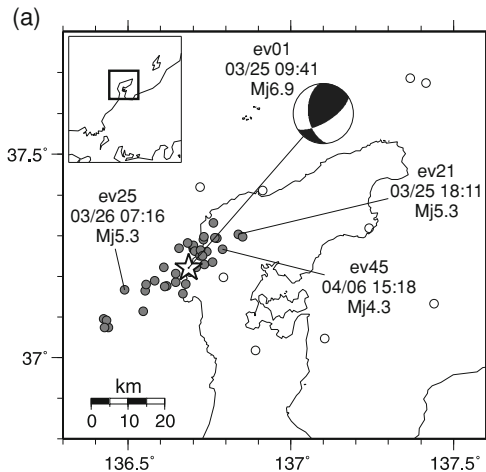 (a)
ev01
03/25 09:41
Mj6.9
37.5˚
ev21
03/25 18:11
Mj5.3
ev25
03/26 07:16
Mj5.3
ev45
04/06 15:18
Mj4.3
37˚
km
0 10 20
136.5˚ 137˚ 137.5˚